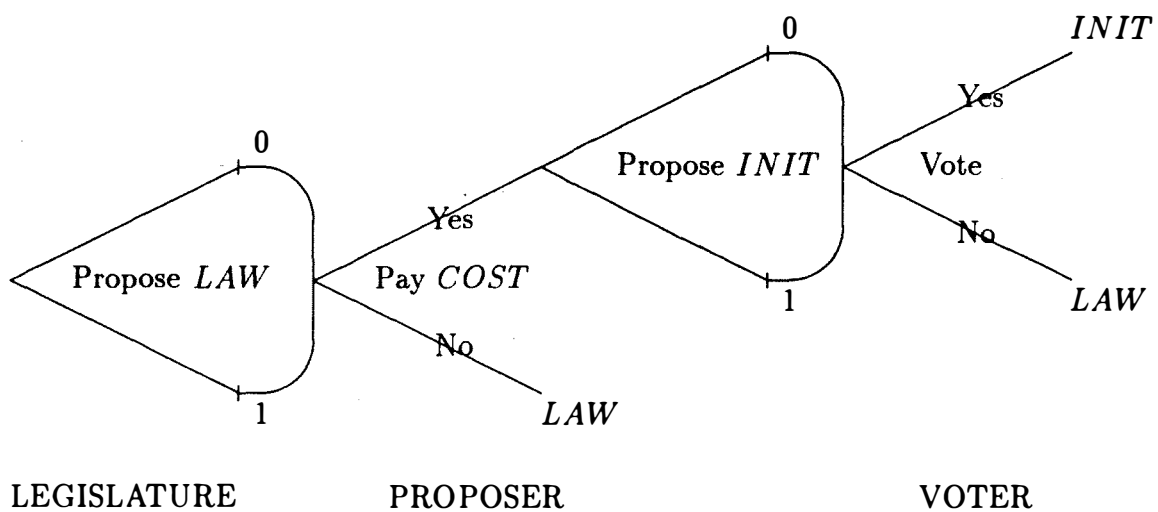 0 INIT
Yes
0
Propose INIT Vote
Yes
No
Propose LAW Pay COST
1 LAW
No
1 LAW
LEGISLATURE PROPOSER VOTER